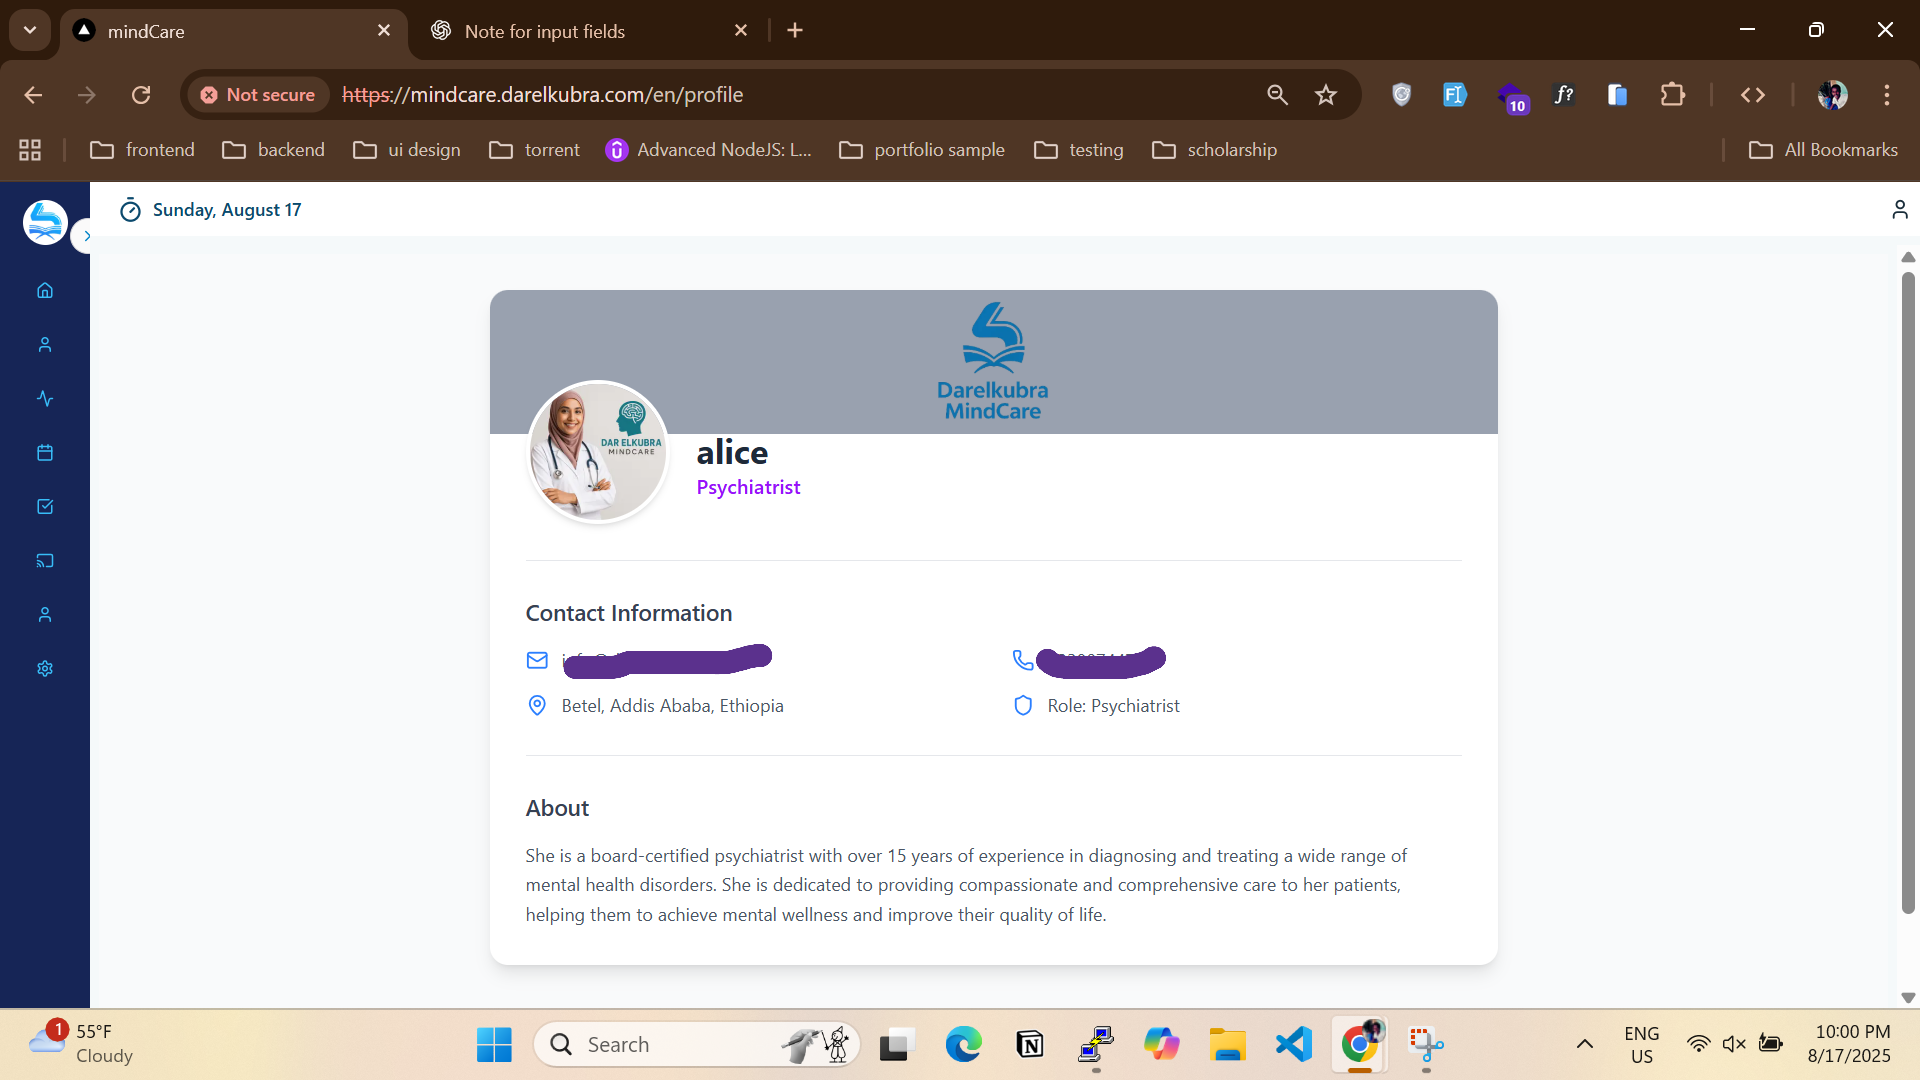 mindCare
Note for input fields
Not secure
https://mindcare.darelkubra.com/en/profile
10
frontend
backend
ui design
torrent
Advanced NodeJS: L...
portfolio sample
testing
scholarship
All Bookmarks
Sunday, August 17
Darelkubra
MindCare
DAR ELKUBRA
MINDCARE
alice
Psychiatrist
Contact Information
Betel, Addis Ababa, Ethiopia
Role: Psychiatrist
About
She is a board-certified psychiatrist with over 15 years of experience in diagnosing and treating a wide range of
mental health disorders. She is dedicated to providing compassionate and comprehensive care to her patients,
helping them to achieve mental wellness and improve their quality of life.
1
55°F
Cloudy
Search
ENG
US
10:00 PM
8/17/2025